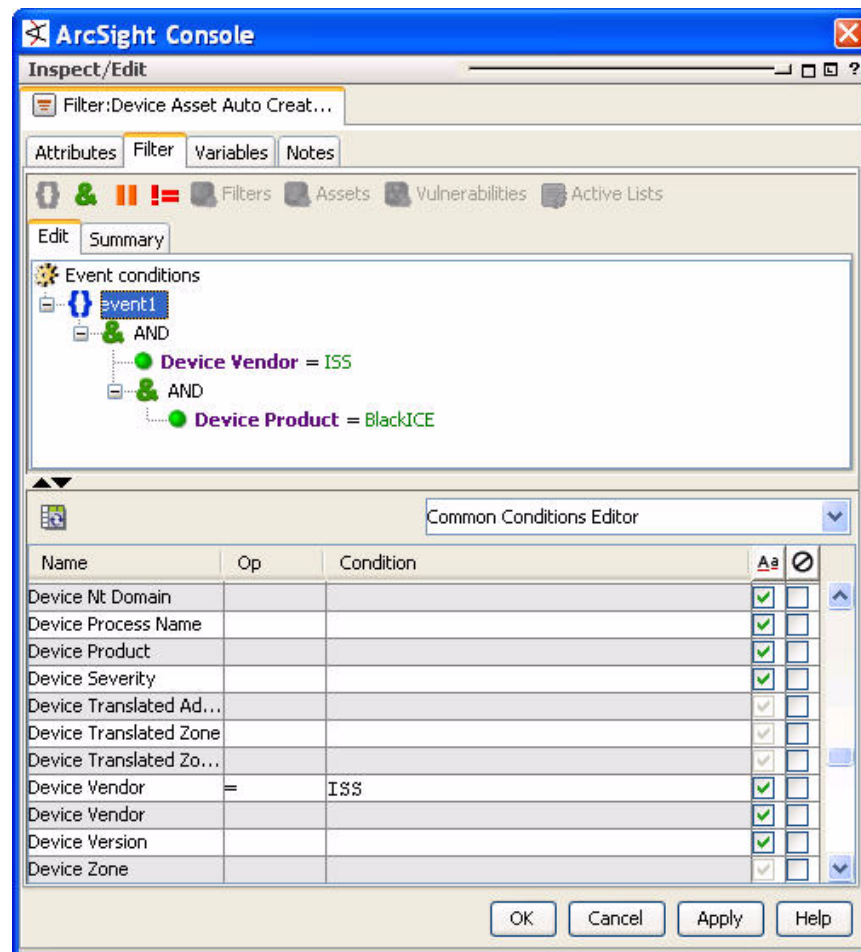 ArcSight Console
Inspect/Edit
?
Filter:Device Asset Auto Creat...
Attributes Filter Variables Notes
{} & || != Filters Assets Vulnerabilities Active Lists
Edit Summary
Event conditions
{} event1
& AND
Device Vendor = ISS
& AND
Device Product = BlackICE
Common Conditions Editor
Name Op Condition Aa
Device Nt Domain
Device Process Name
Device Product
Device Severity
Device Translated Ad...
Device Translated Zone
Device Translated Zo...
Device Vendor = ISS
Device Vendor
Device Version
Device Zone
OK Cancel Apply Help